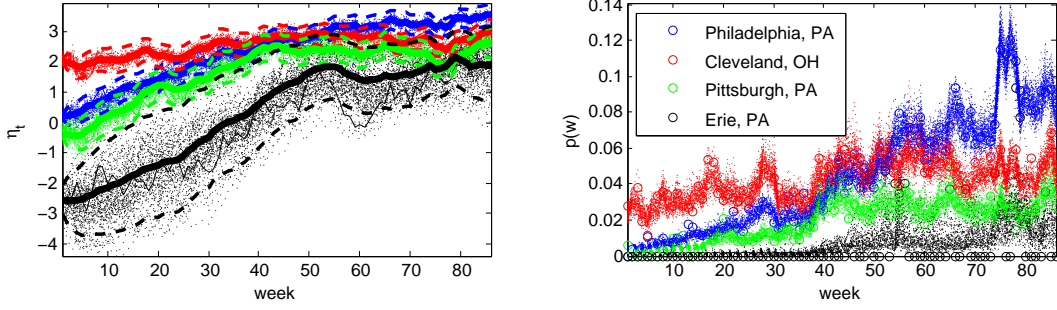 3
2
1
0
−1
−2
−3
−4
η_t
10 20 30 40 50 60 70 80
week
0.14
0.12
0.1
0.08
0.06
0.04
0.02
0
p(w)
Philadelphia, PA
Cleveland, OH
Pittsburgh, PA
Erie, PA
10 20 30 40 50 60 70 80
week